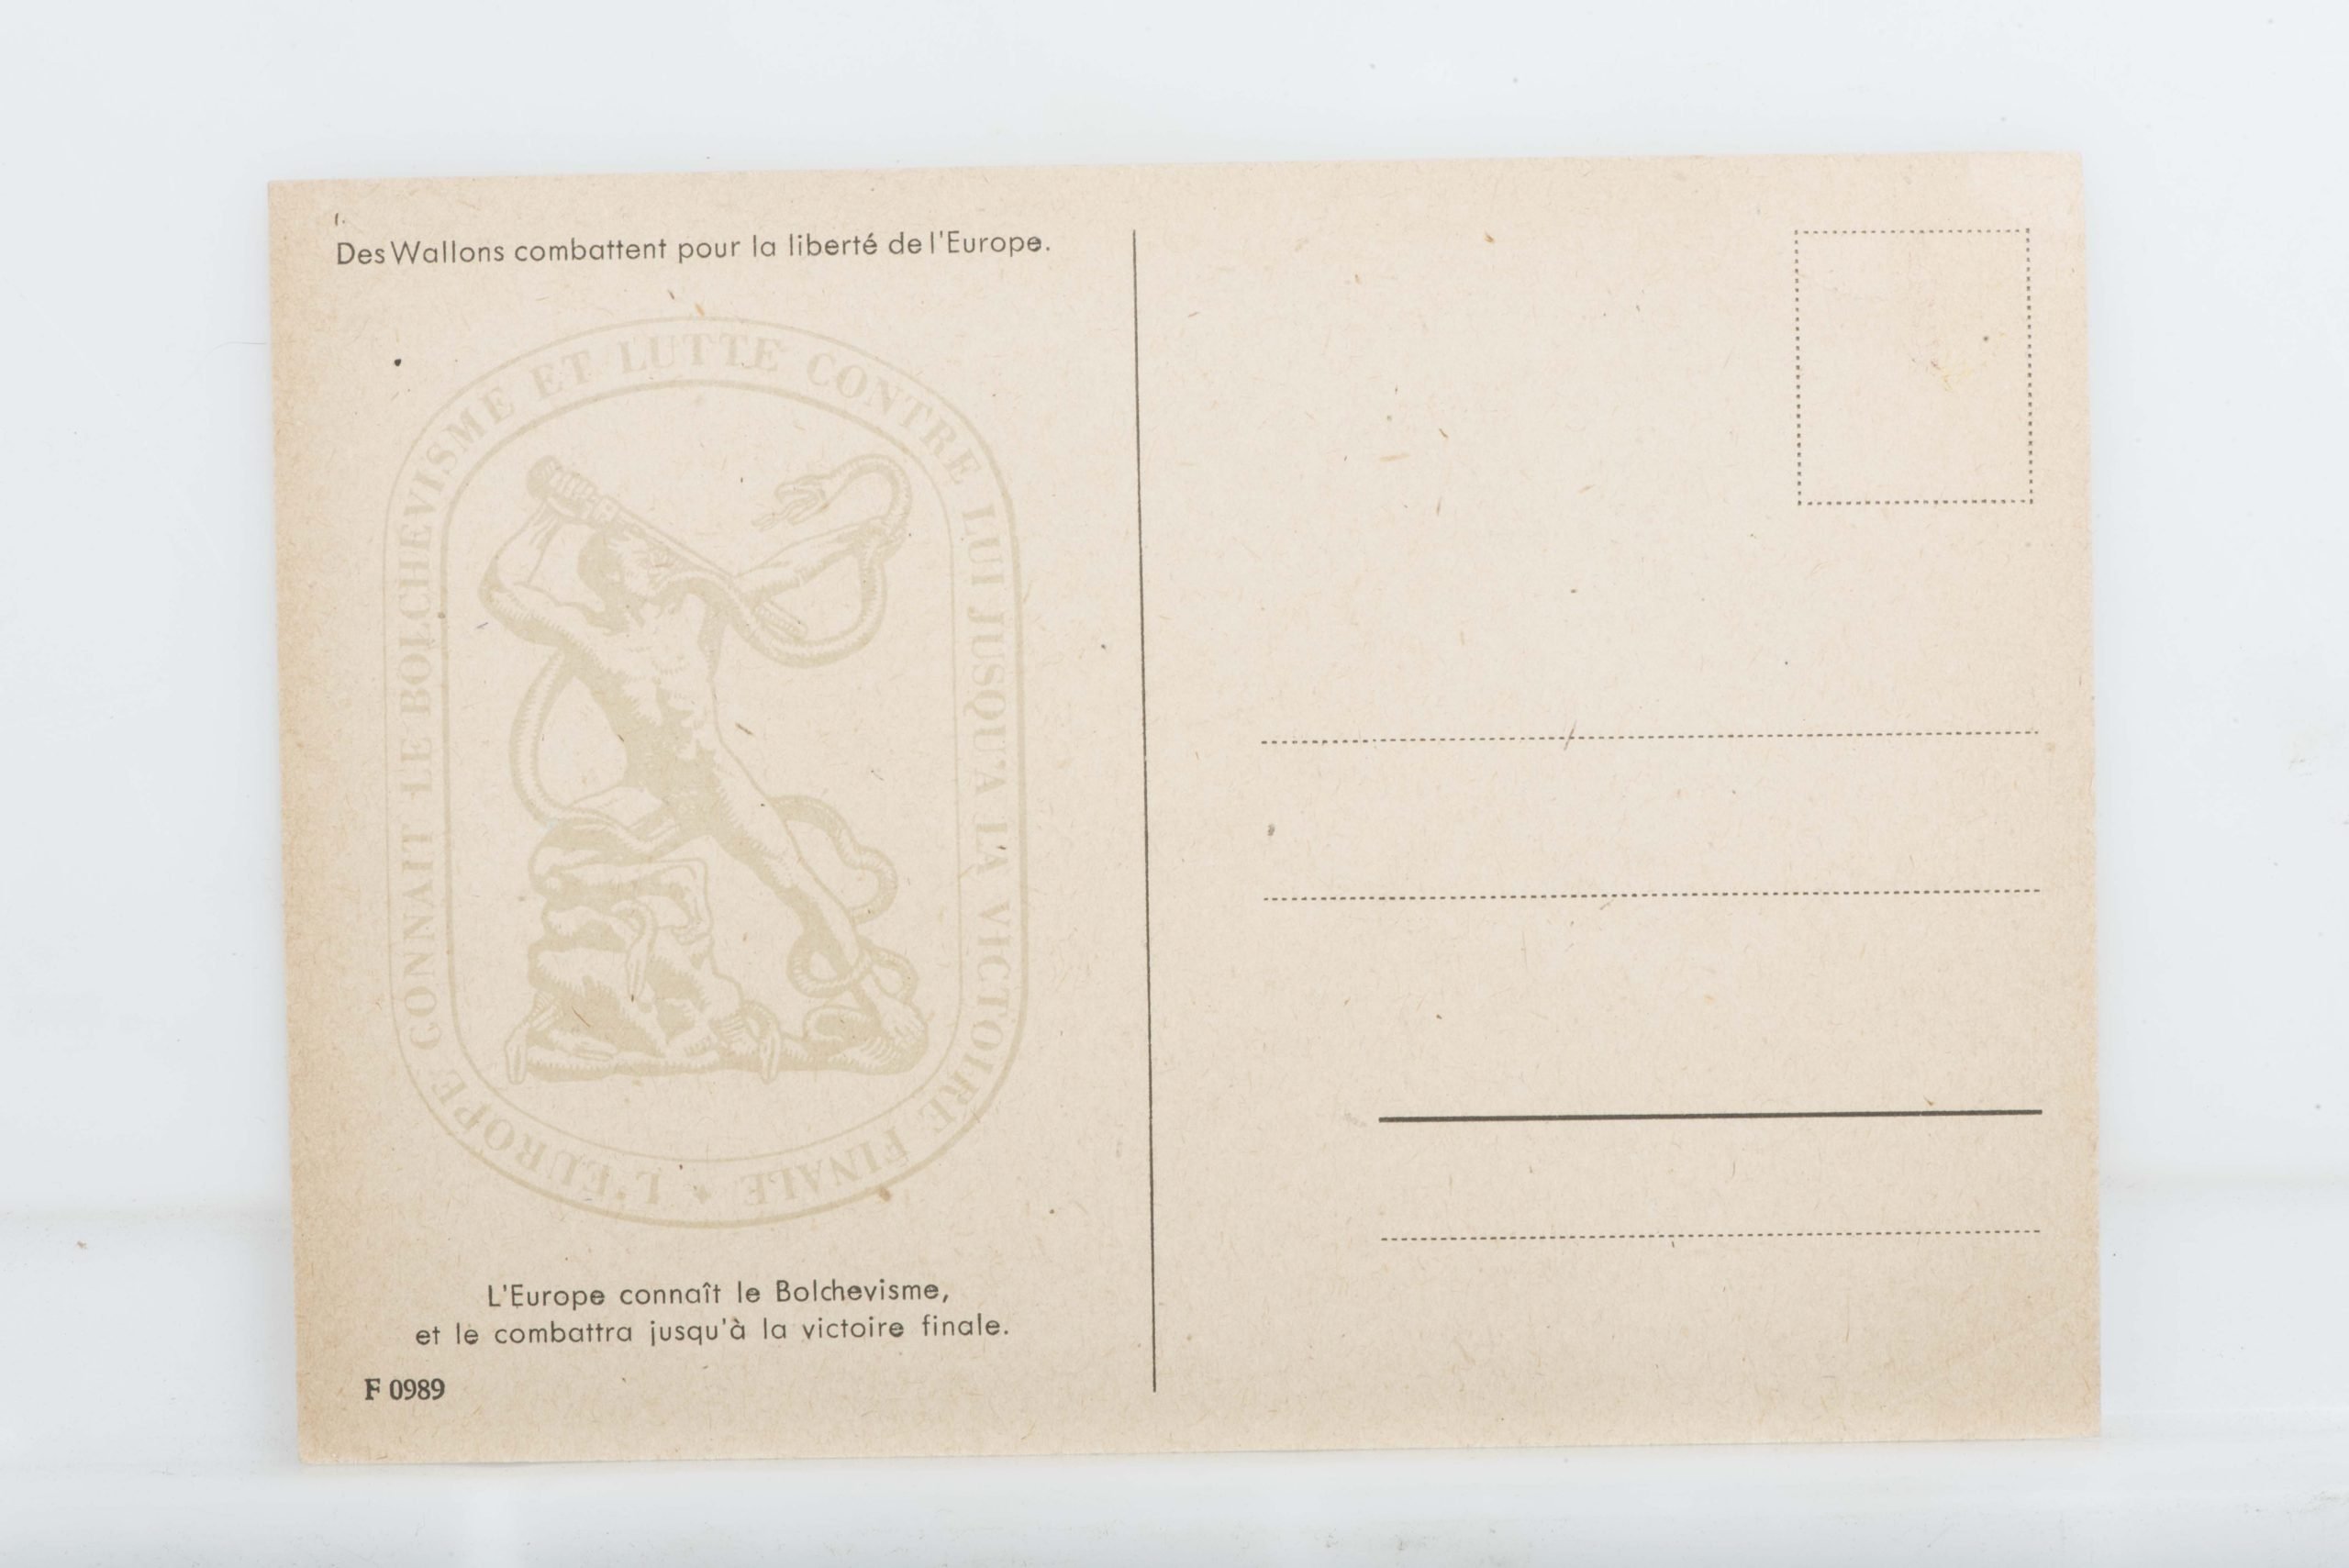 Des Wallons combattent pour la liberté de l'Europe.
L'EUROPE CONNAIT LE BOLCHEVISME ET LUTTE CONTRE LUI JUSQU'A LA VICTOIRE FINALE
L'Europe connaît le Bolchevisme,
et le combattra jusqu'à la victoire finale.
F 0989